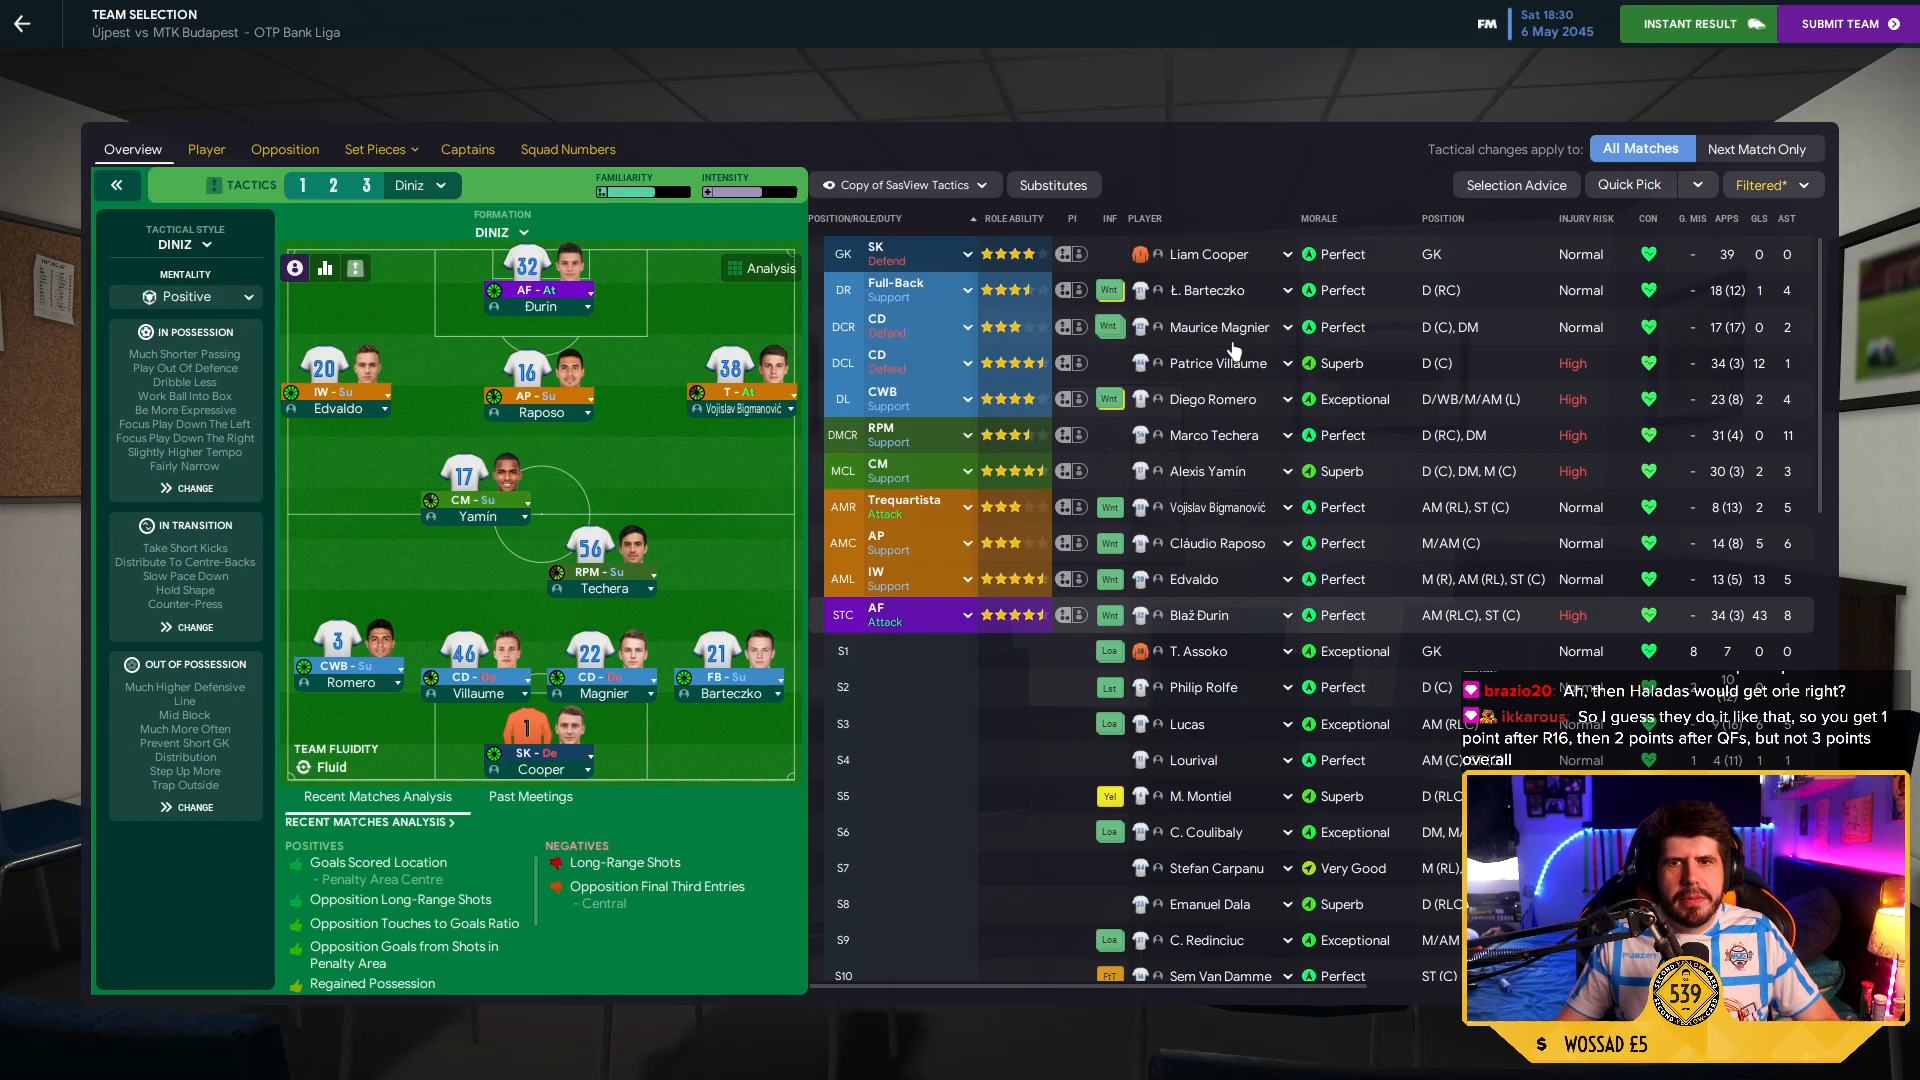 TEAM SELECTION
Újpest vs MTK Budapest - OTP Bank Liga
FM
Sat 18:30
6 May 2045
INSTANT RESULT
SUBMIT TEAM
Overview
Player
Opposition
Set Pieces
Captains
Squad Numbers
Tactical changes apply to:
All Matches
Next Match Only
TACTICS
1 2 3
Diniz
FAMILIARITY
INTENSITY
Copy of SasView Tactics
Substitutes
Selection Advice
Quick Pick
Filtered*
TACTICAL STYLE
DINIZ
MENTALITY
Positive
IN POSSESSION
Much Shorter Passing
Play Out Of Defence
Dribble Less
Work Ball Into Box
Be More Expressive
Focus Play Down The Left
Focus Play Down The Right
Slightly Higher Tempo
Fairly Narrow
CHANGE
IN TRANSITION
Take Short Kicks
Distribute To Centre-Backs
Slow Pace Down
Hold Shape
Counter-Press
CHANGE
OUT OF POSSESSION
Much Higher Defensive
Line
Mid Block
Much More Often
Prevent Short GK
Distribution
Step Up More
Trap Outside
CHANGE
FORMATION
DINIZ
Analysis
32
AF - At
Đurin
20
IW - Su
Edvaldo
16
AP - Su
Raposo
38
T - At
Vojislav Bigmanović
17
CM - Su
Yamín
56
RPM - Su
Techera
3
CWB - Su
Romero
46
CD - De
Villaume
22
CD - De
Magnier
21
FB - Su
Barteczko
1
SK - De
Cooper
TEAM FLUIDITY
Fluid
Recent Matches Analysis
Past Meetings
RECENT MATCHES ANALYSIS
POSITIVES
Goals Scored Location
- Penalty Area Centre
Opposition Long-Range Shots
Opposition Touches to Goals Ratio
Opposition Goals from Shots in
Penalty Area
Regained Possession
NEGATIVES
Long-Range Shots
Opposition Final Third Entries
- Central
POSITION/ROLE/DUTY ROLE ABILITY PI INF PLAYER MORALE POSITION INJURY RISK CON G. MIS APPS GLS AST
GK SK Defend Liam Cooper Perfect GK Normal - 39 0 0
DR Full-Back Support Wnt Ł. Barteczko Perfect D (RC) Normal - 18 (12) 1 4
DCR CD Defend Wnt Maurice Magnier Perfect D (C), DM Normal - 17 (17) 0 2
DCL CD Defend Patrice Villaume Superb D (C) High - 34 (3) 12 1
DL CWB Support Wnt Diego Romero Exceptional D/WB/M/AM (L) High - 23 (8) 2 4
DMCR RPM Support Marco Techera Perfect D (RC), DM High - 31 (4) 0 11
MCL CM Support Alexis Yamín Superb D (C), DM, M (C) High - 30 (3) 2 3
AMR Trequartista Attack Wnt Vojislav Bigmanović Perfect AM (RL), ST (C) Normal - 8 (13) 2 5
AMC AP Support Wnt Cláudio Raposo Perfect M/AM (C) Normal - 14 (8) 5 6
AML IW Support Wnt Edvaldo Perfect M (R), AM (RL), ST (C) Normal - 13 (5) 13 5
STC AF Attack Wnt Blaž Đurin Perfect AM (RLC), ST (C) High - 34 (3) 43 8
S1 Loa T. Assoko Exceptional GK Normal 8 7 0 0
S2 Lst Philip Rolfe Perfect D (C)
S3 Loa Lucas Exceptional AM (RLC)
S4 Lourival Perfect AM (C) Normal 1 4 (11) 1 1
S5 Yel M. Montiel Superb D (RLC
S6 Loa C. Coulibaly Exceptional DM, M/
S7 Stefan Carpanu Very Good M (RL),
S8 Emanuel Dala Superb D (RLC
S9 Loa C. Redinciuc Exceptional M/AM
S10 FtT Sem Van Damme Perfect ST (C)
brazio20: Ah, then Haladas would get one right?
ikkarous: So I guess they do it like that, so you get 1
point after R16, then 2 points after QFs, but not 3 points
overall
SECOND YELLOW CARD
539
$ WOSSAD £5